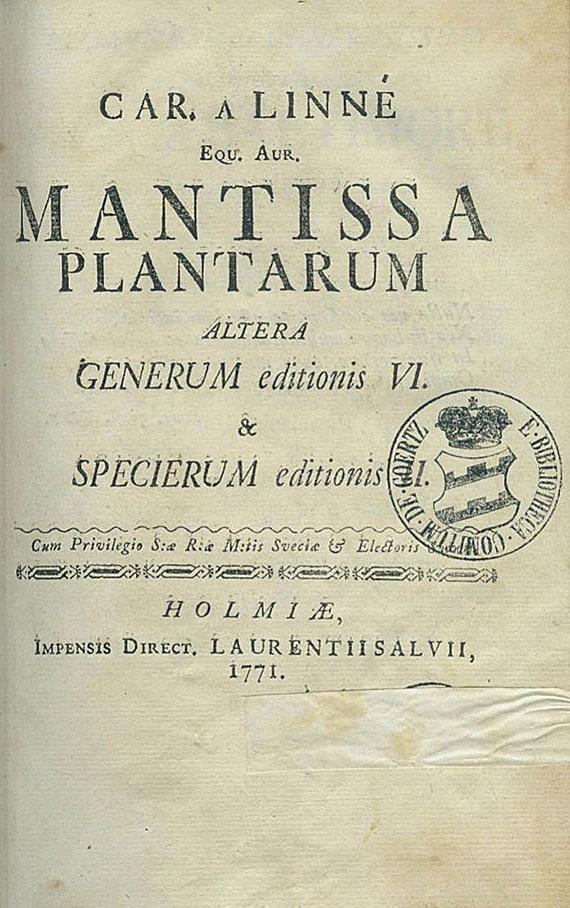 CAR. A LINNÉ
EQU. AUR.
MANTISSA
PLANTARUM
ALTERA
GENERUM editionis VI.
&
SPECIERUM editionis II.
E·BIBLIOTHECA·COMITUM·DE·GOERTZ
Cum Privilegio S:æ R:æ M:tis Sveciæ & Electoris
HOLMIÆ,
IMPENSIS DIRECT. LAURENTII SALVII,
1771.